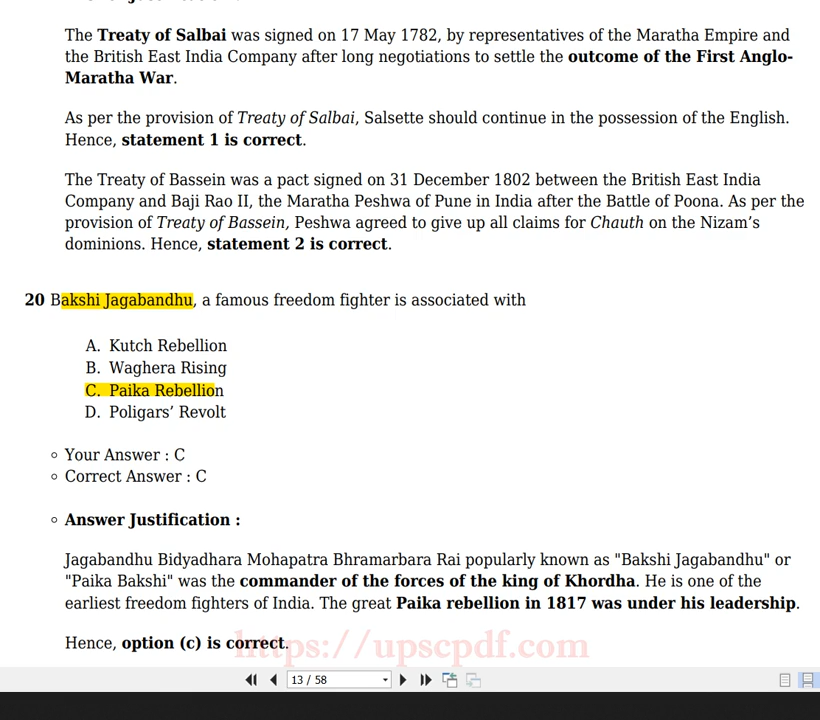 The Treaty of Salbai was signed on 17 May 1782, by representatives of the Maratha Empire and
the British East India Company after long negotiations to settle the outcome of the First Anglo-
Maratha War.
As per the provision of Treaty of Salbai, Salsette should continue in the possession of the English.
Hence, statement 1 is correct.
The Treaty of Bassein was a pact signed on 31 December 1802 between the British East India
Company and Baji Rao II, the Maratha Peshwa of Pune in India after the Battle of Poona. As per the
provision of Treaty of Bassein, Peshwa agreed to give up all claims for Chauth on the Nizam’s
dominions. Hence, statement 2 is correct.
20 Bakshi Jagabandhu, a famous freedom fighter is associated with
A. Kutch Rebellion
B. Waghera Rising
C. Paika Rebellion
D. Poligars’ Revolt
Your Answer : C
Correct Answer : C
Answer Justification :
Jagabandhu Bidyadhara Mohapatra Bhramarbara Rai popularly known as "Bakshi Jagabandhu" or
"Paika Bakshi" was the commander of the forces of the king of Khordha. He is one of the
earliest freedom fighters of India. The great Paika rebellion in 1817 was under his leadership.
Hence, option (c) is correct.
https://upscpdf.com
13 / 58